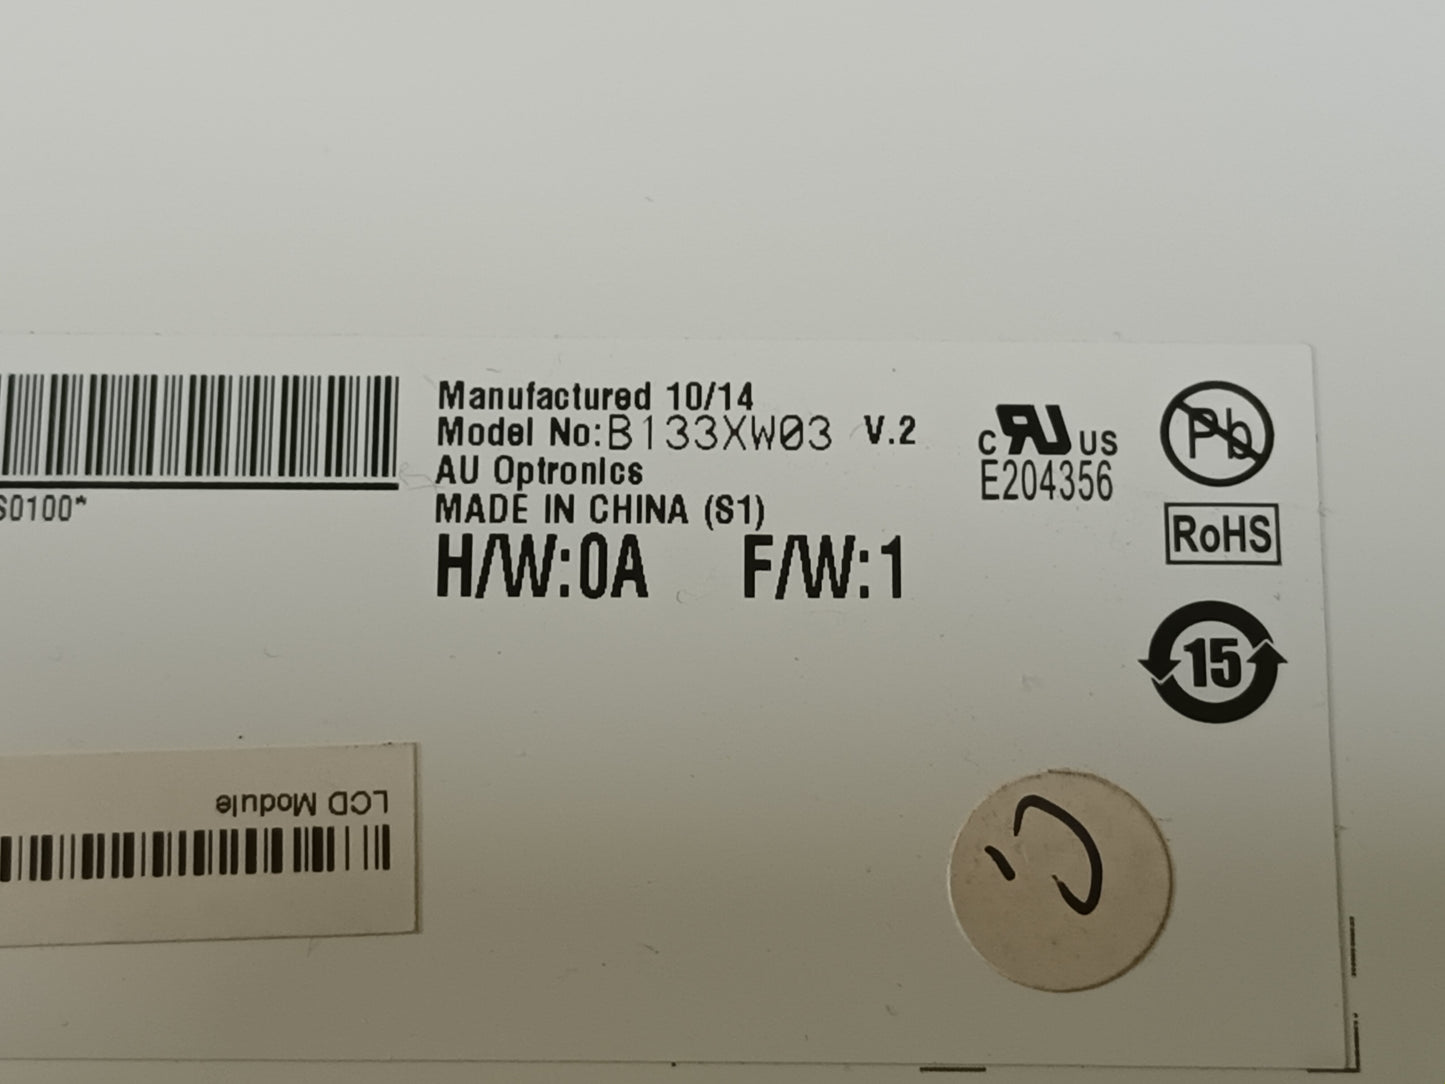 S0100*
Manufactured 10/14
Model No:B133XW03 V.2
AU Optronics
MADE IN CHINA (S1)
H/W:0A F/W:1
c RU US
E204356
Pb
RoHS
15
LCD Module